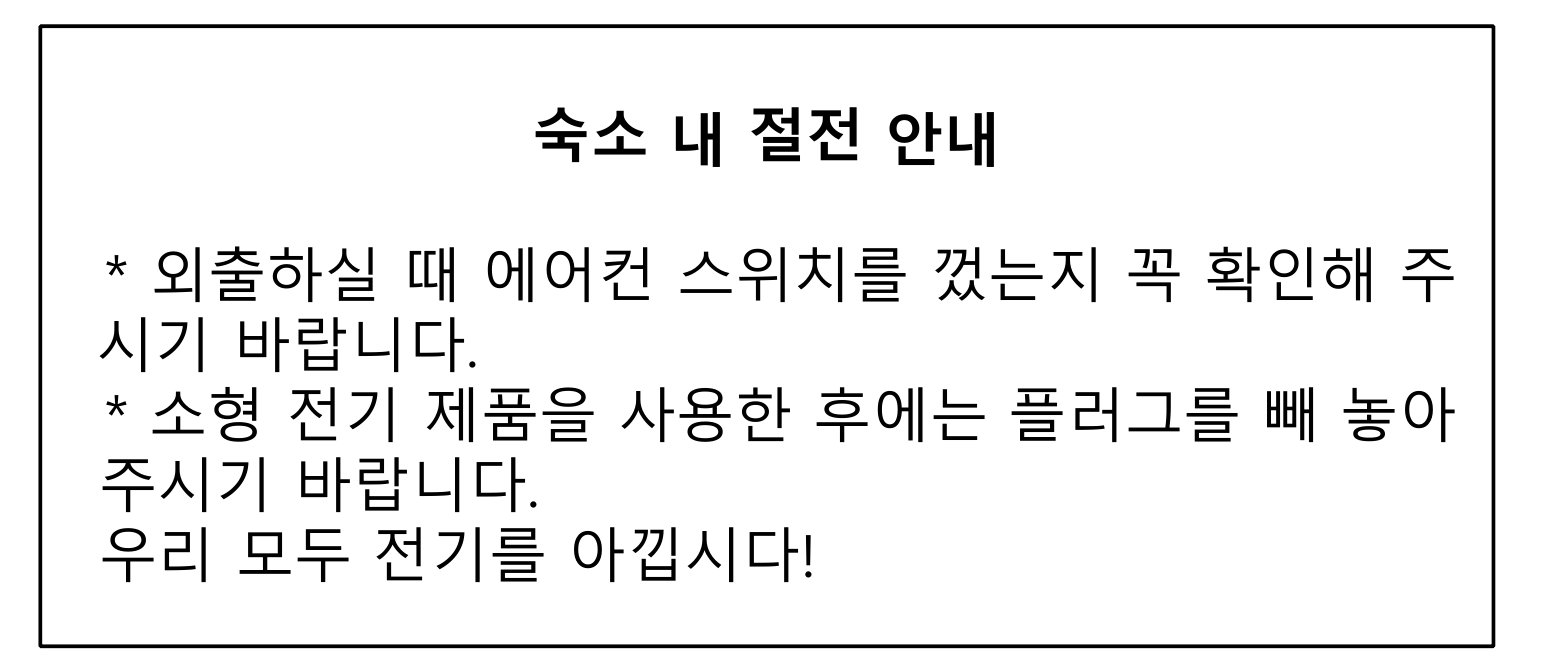 숙소 내 절전 안내
* 외출하실 때 에어컨 스위치를 껐는지 꼭 확인해 주
시기 바랍니다.
* 소형 전기 제품을 사용한 후에는 플러그를 빼 놓아
주시기 바랍니다.
우리 모두 전기를 아낍시다!